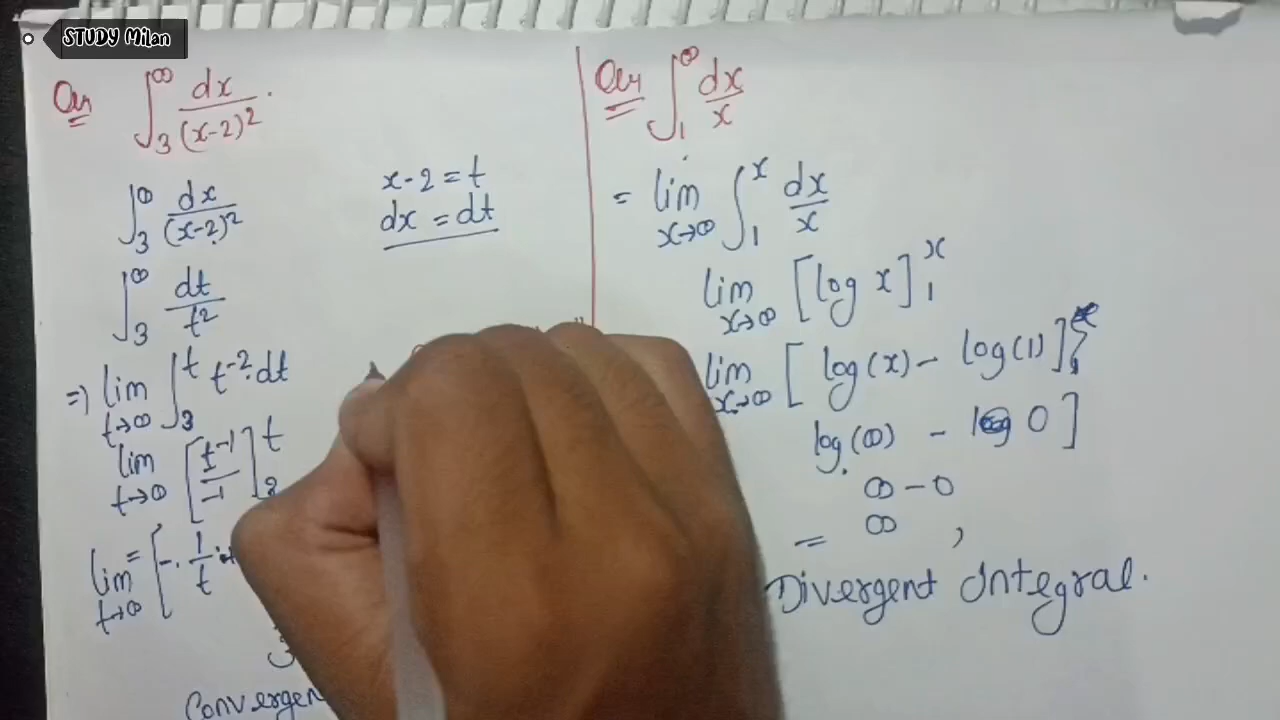 STUDY Milan
Qu ∫₃^∞ dx/(x-2)².
∫₃^∞ dx/(x-2)²
x-2 = t
dx = dt
∫₃^∞ dt/t²
=) lim t→∞ ∫₃^t t⁻².dt
lim t→∞ [t⁻¹/-1]₃^t
= lim t→∞ [-. 1/t
3
Convergen
Qu ∫₁^∞ dx/x
= lim x→∞ ∫₁^x dx/x
lim x→∞ [log x]₁^x
lim x→∞ [log(x) - log(1)]
log(∞) - 0]
∞ - 0
= ∞ ,
Divergent Integral.